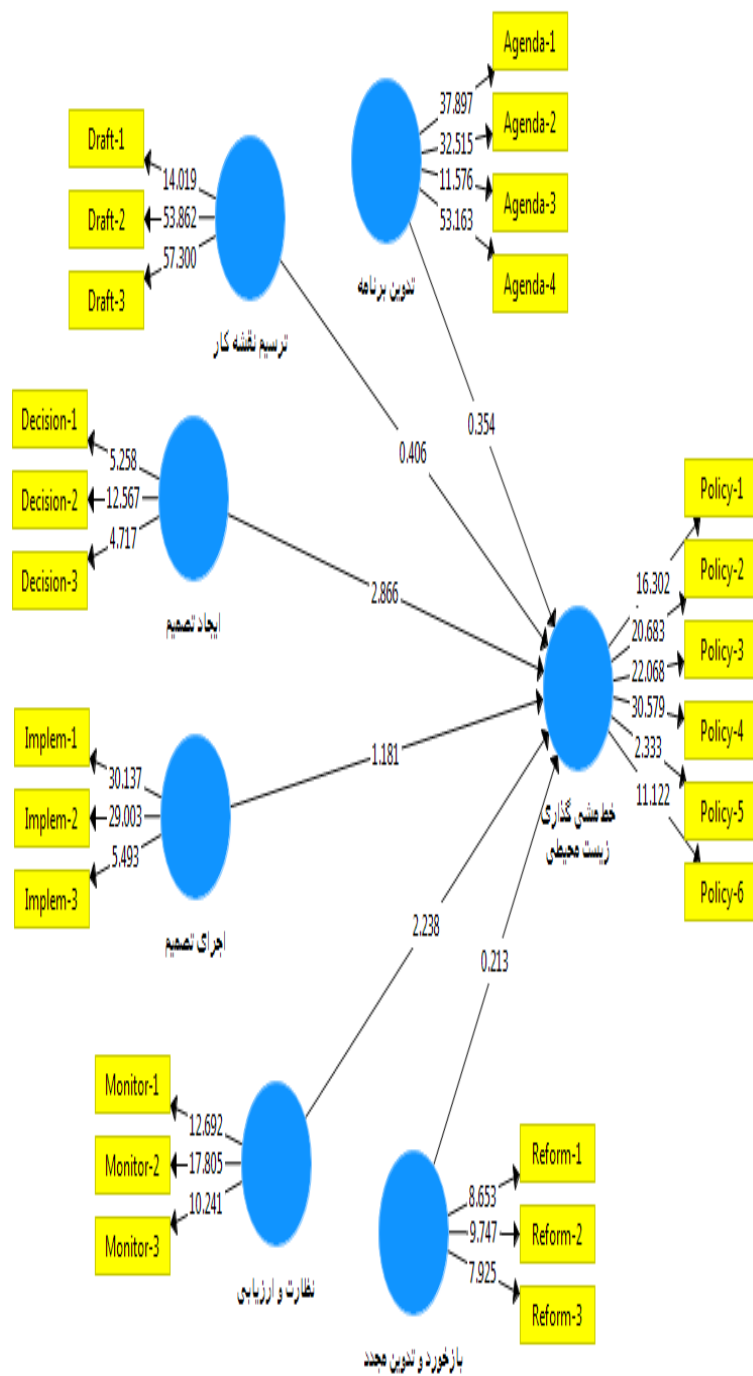 Agenda-1
Agenda-2
Agenda-3
Agenda-4
37.897
32.515
11.576
53.163
تدوین برنامه
Draft-1
Draft-2
Draft-3
14.019
53.862
57.300
ترسیم نقشه کار
0.406
0.354
Decision-1
Decision-2
Decision-3
5.258
12.567
4.717
ایجاد تصمیم
2.866
Policy-1
Policy-2
Policy-3
Policy-4
Policy-5
Policy-6
16.302
20.683
22.068
30.579
2.333
11.122
خط مشی گذاری
زیست محیطی
Implem-1
Implem-2
Implem-3
30.137
29.003
5.493
اجرای تصمیم
1.181
2.238
0.213
Monitor-1
Monitor-2
Monitor-3
12.692
17.805
10.241
نظارت و ارزیابی
Reform-1
Reform-2
Reform-3
8.653
9.747
7.925
بازخورد و تدوین مجدد